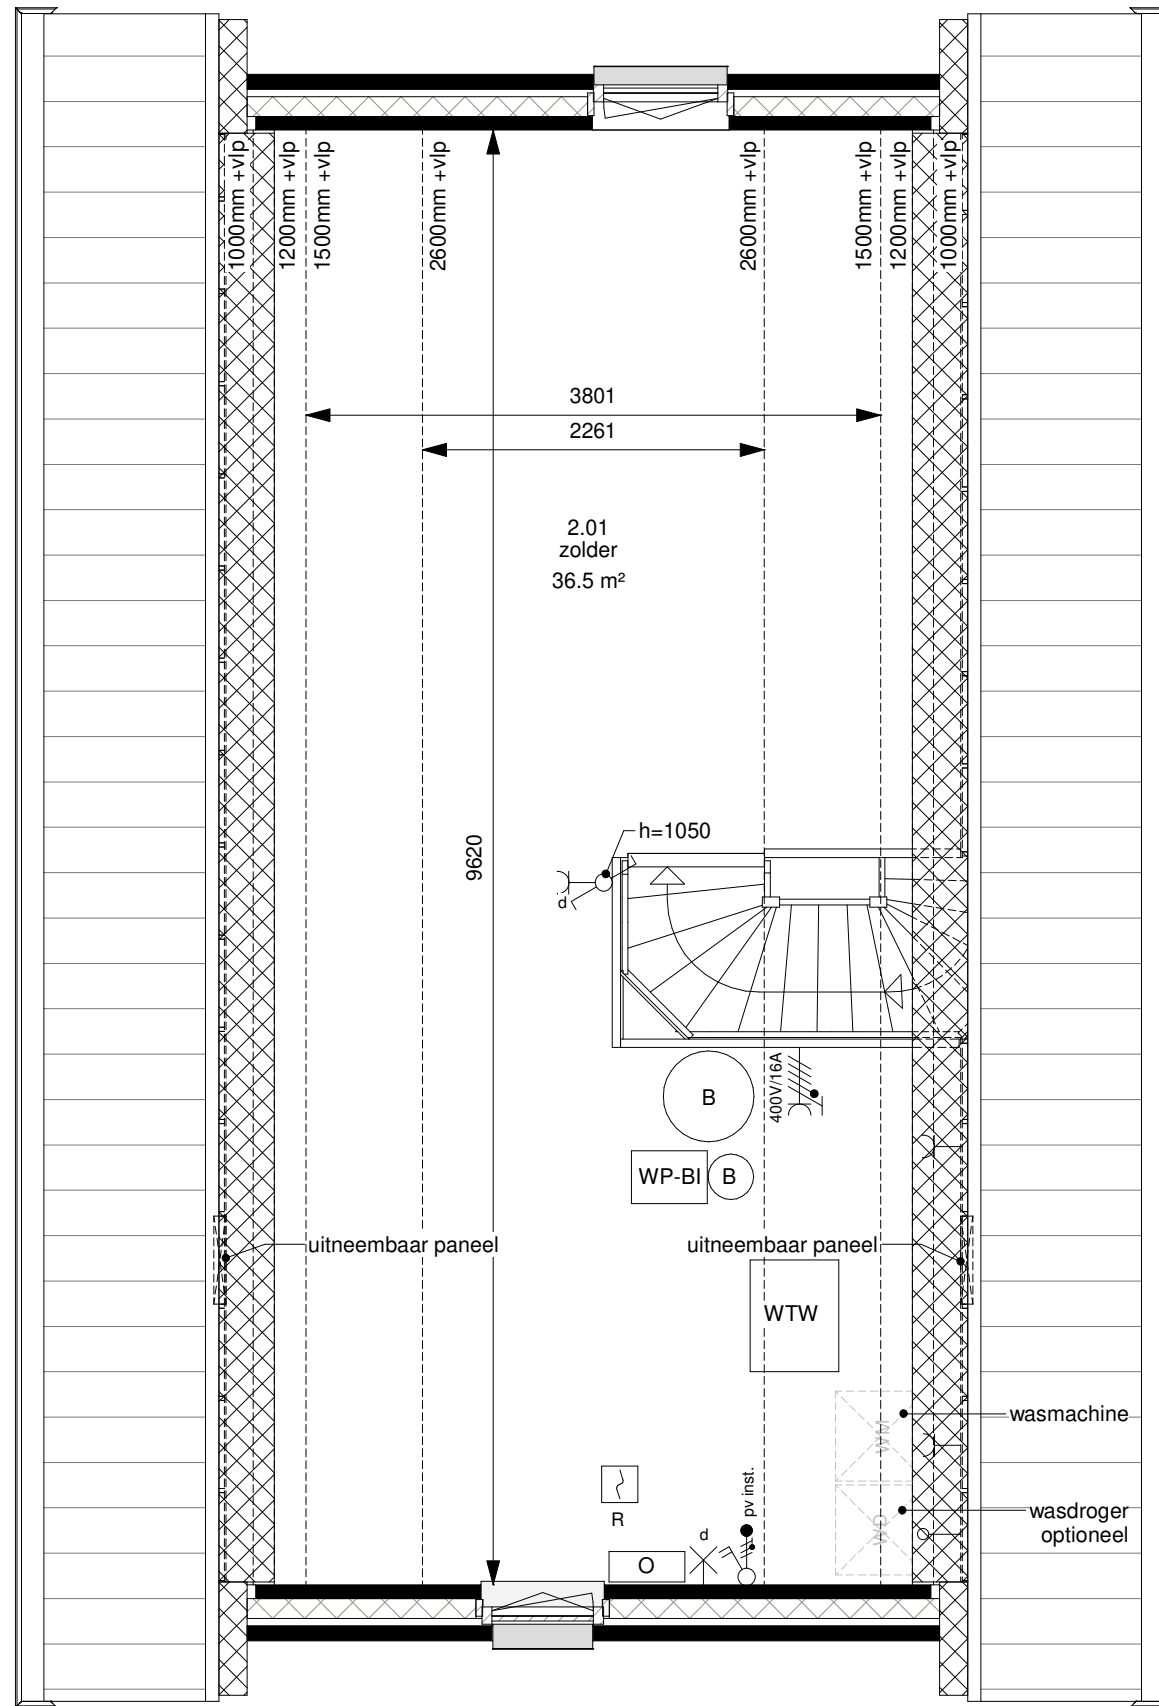 1000mm +vlp
1200mm +vlp
1500mm +vlp
2600mm +vlp
2600mm +vlp
1500mm +vlp
1200mm +vlp
1000mm +vlp
3801
2261
2.01
zolder
36.5 m²
9620
h=1050
d
400V/16A
B
WP-BI
B
uitneembaar paneel
uitneembaar paneel
WTW
wasmachine
WM
R
pv inst.
wasdroger
optioneel
WD
d
O